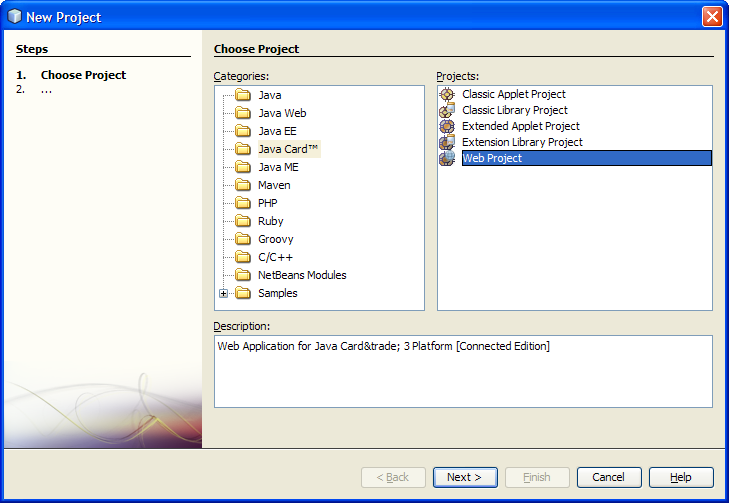 New Project
Steps
1. Choose Project
2. ...
Choose Project
Categories:
Java
Java Web
Java EE
Java Card™
Java ME
Maven
PHP
Ruby
Groovy
C/C++
NetBeans Modules
Samples
Projects:
Classic Applet Project
Classic Library Project
Extended Applet Project
Extension Library Project
Web Project
Description:
Web Application for Java Card&trade; 3 Platform [Connected Edition]
< Back
Next >
Finish
Cancel
Help